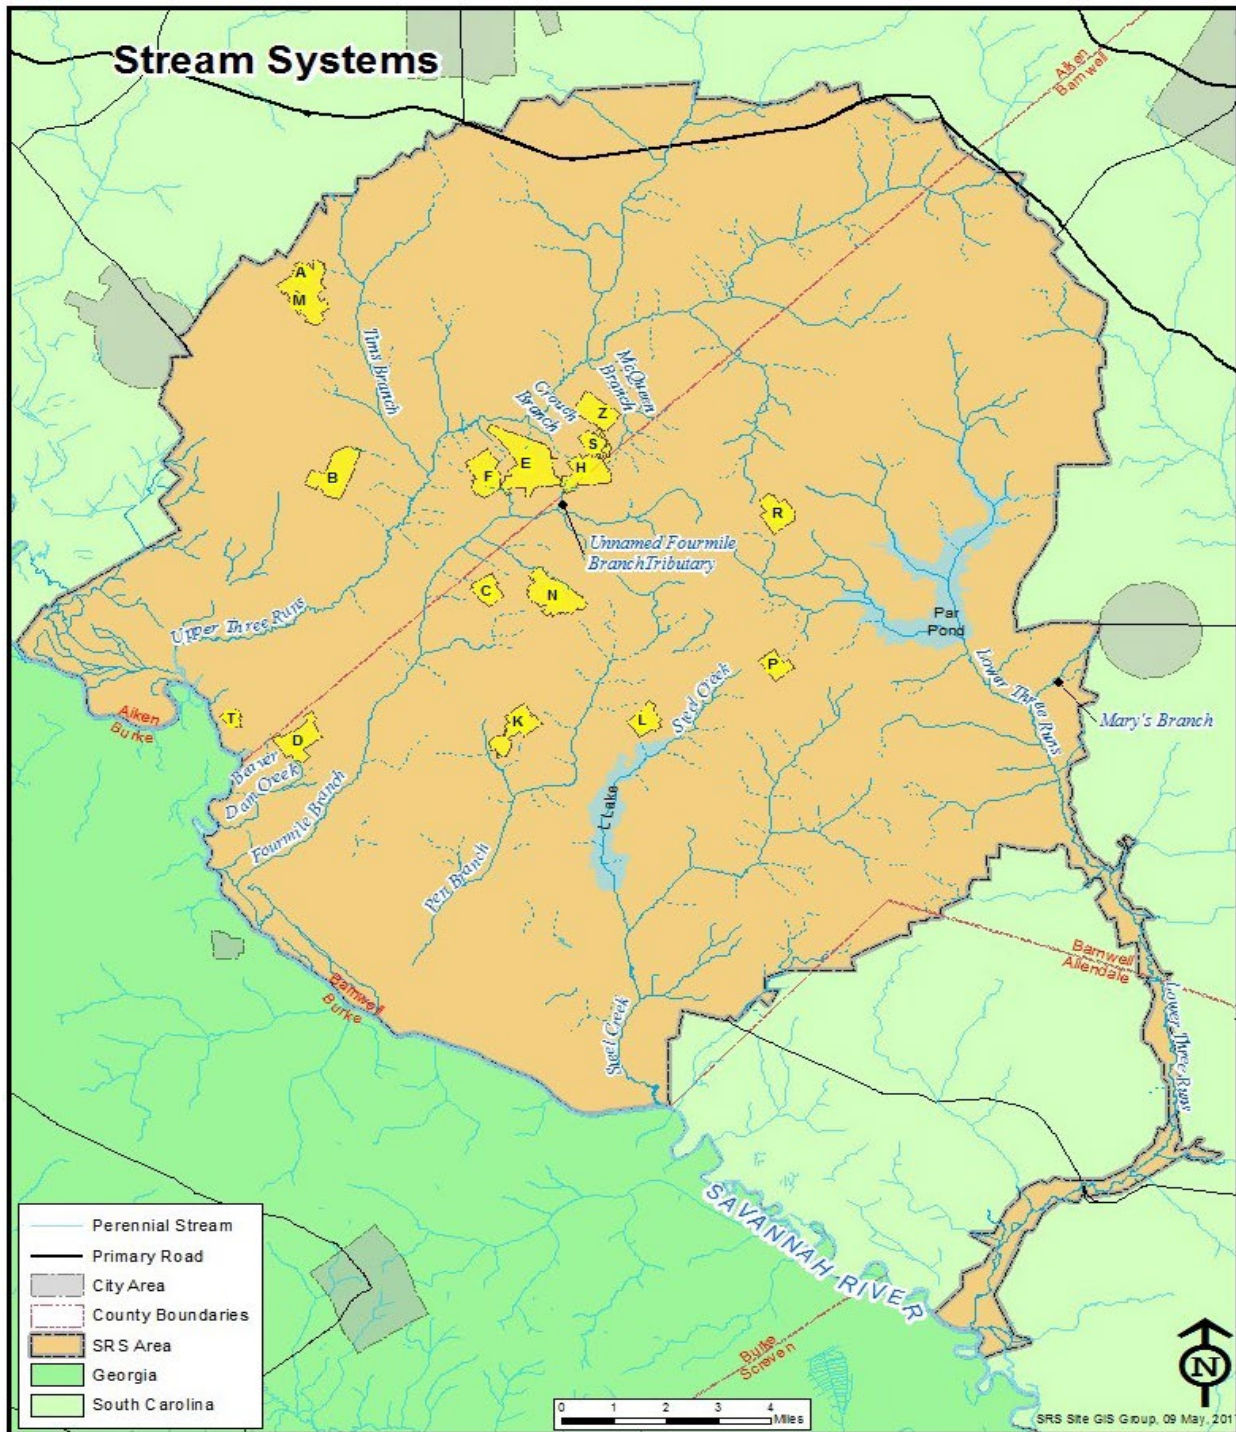 Stream Systems
Aiken
Barnwell
A
M
Tims Branch
McQueen
Branch
Crouch
Branch
Z
S
H
E
F
B
R
Unnamed Fourmile
BranchTributary
C
N
Upper Three Runs
Par
Pond
P
Lower Three Runs
Mary's Branch
Steel Creek
Aiken
Burke
T
D
K
L
Beaver
Dam Creek
Fourmile Branch
L Lake
Pen Branch
Barnwell
Burke
Barnwell
Allendale
Lower Three Runs
Steel Creek
SAVANNAH RIVER
Burke
Screven
Perennial Stream
Primary Road
City Area
County Boundaries
SRS Area
Georgia
South Carolina
0 1 2 3 4
Miles
N
SRS Site GIS Group, 09 May, 2017